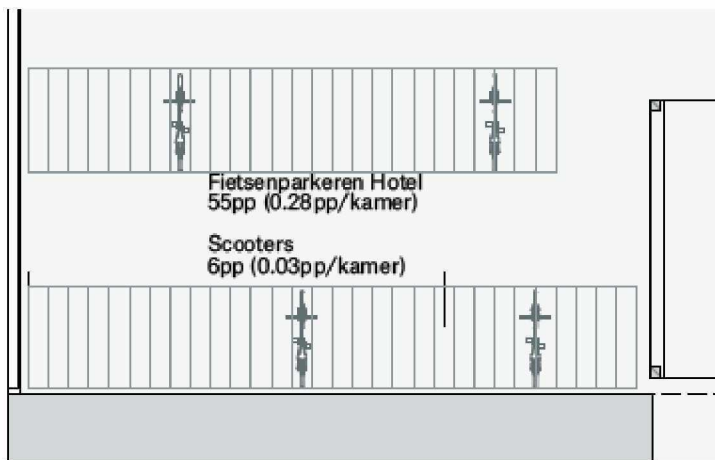 Fietsenparkeren Hotel
55pp (0.28pp/kamer)
Scooters
6pp (0.03pp/kamer)